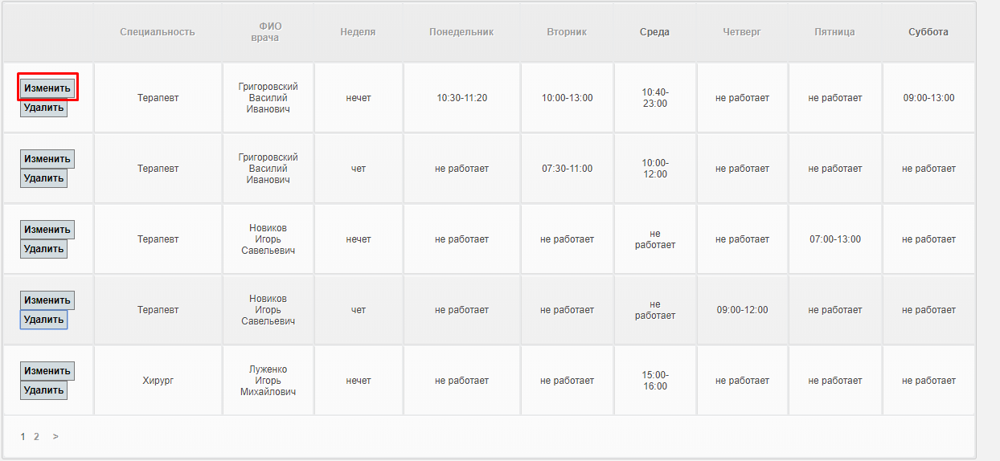 Специальность ФИО врача Неделя Понедельник Вторник Среда Четверг Пятница Суббота
Изменить Удалить Терапевт Григоровский Василий Иванович нечет 10:30-11:20 10:00-13:00 10:40-23:00 не работает не работает 09:00-13:00
Изменить Удалить Терапевт Григоровский Василий Иванович чет не работает 07:30-11:00 10:00-12:00 не работает не работает не работает
Изменить Удалить Терапевт Новиков Игорь Савельевич нечет не работает не работает не работает не работает 07:00-13:00 не работает
Изменить Удалить Терапевт Новиков Игорь Савельевич чет не работает не работает не работает 09:00-12:00 не работает не работает
Изменить Удалить Хирург Луженко Игорь Михайлович нечет не работает не работает 15:00-16:00 не работает не работает не работает
1 2 >